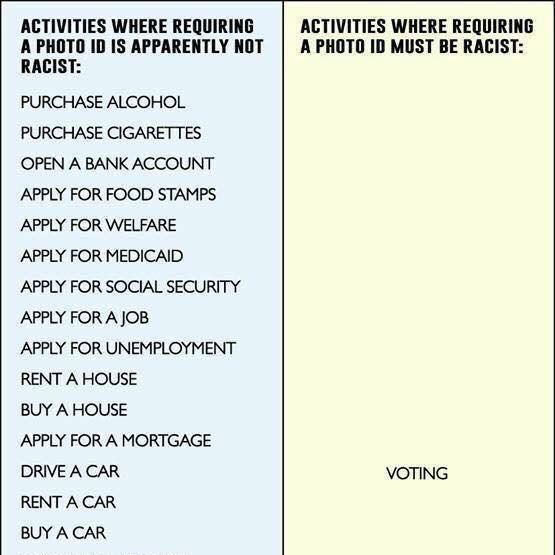 ACTIVITIES WHERE REQUIRING
A PHOTO ID IS APPARENTLY NOT
RACIST:
PURCHASE ALCOHOL
PURCHASE CIGARETTES
OPEN A BANK ACCOUNT
APPLY FOR FOOD STAMPS
APPLY FOR WELFARE
APPLY FOR MEDICAID
APPLY FOR SOCIAL SECURITY
APPLY FOR A JOB
APPLY FOR UNEMPLOYMENT
RENT A HOUSE
BUY A HOUSE
APPLY FOR A MORTGAGE
DRIVE A CAR
RENT A CAR
BUY A CAR
ACTIVITIES WHERE REQUIRING
A PHOTO ID MUST BE RACIST:
VOTING